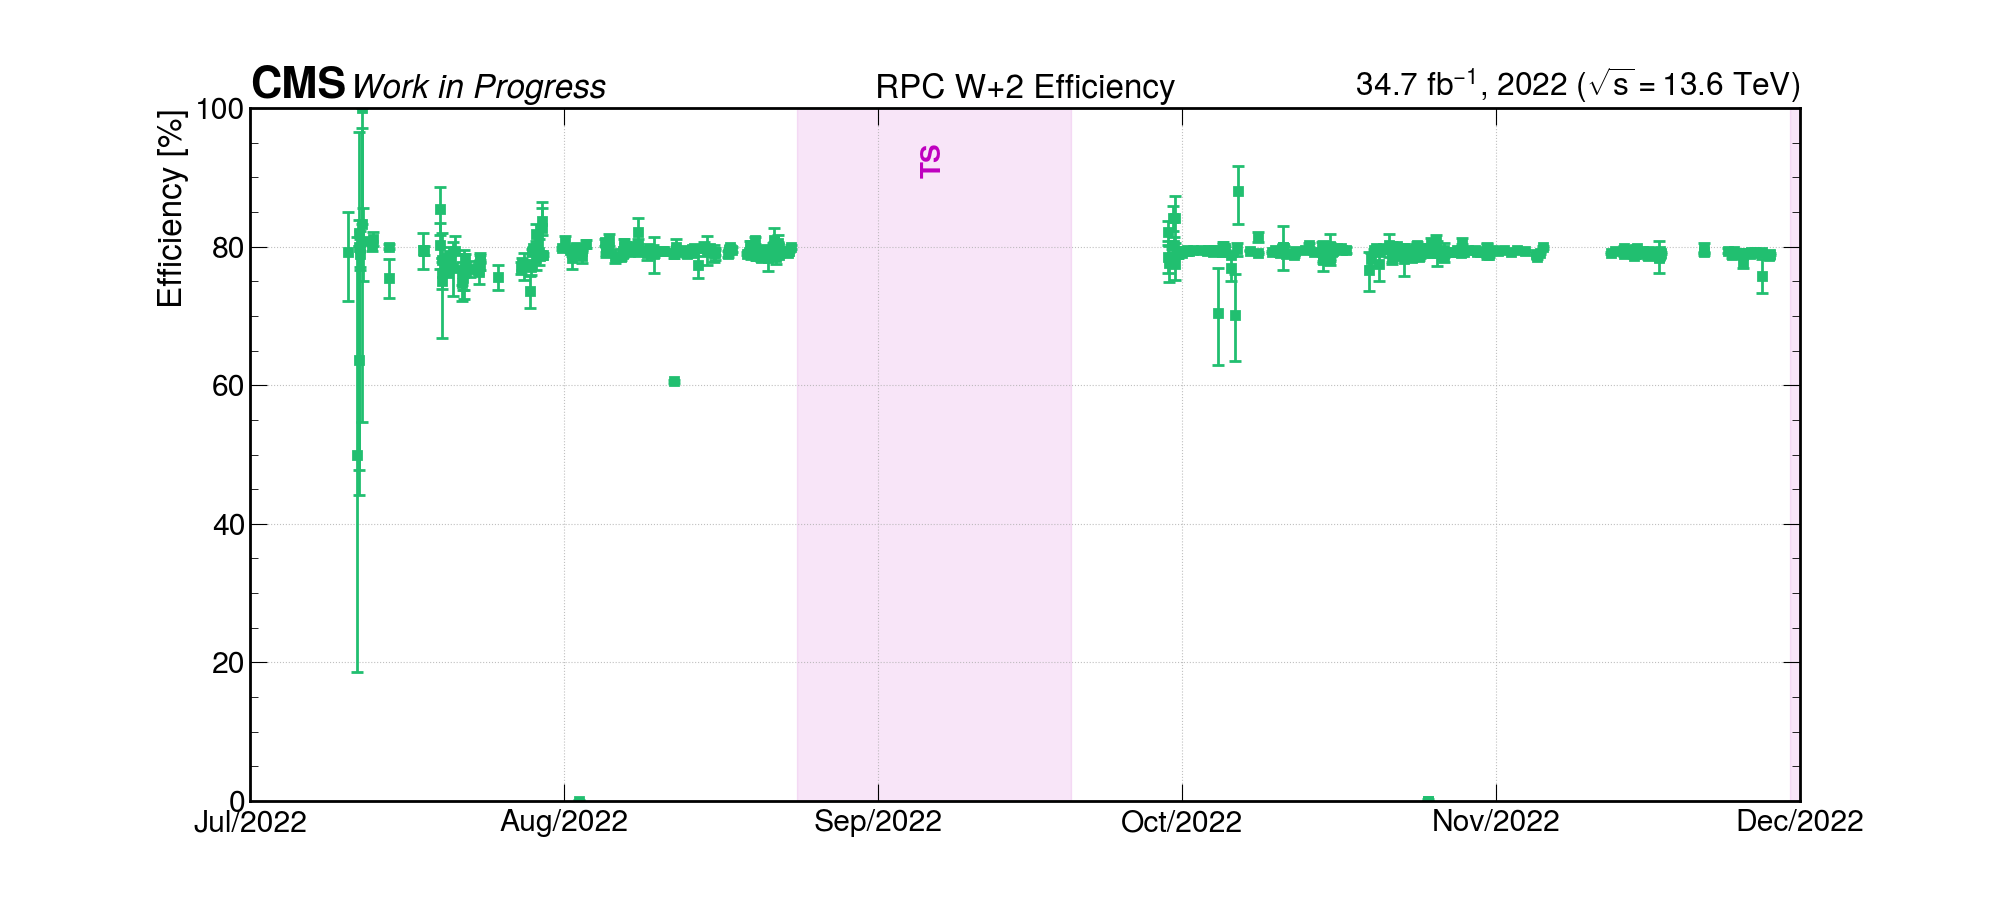 CMS Work in Progress RPC W+2 Efficiency 34.7 fb⁻¹, 2022 (√s = 13.6 TeV)
Efficiency [%]
100
80
60
40
20
0
TS
Jul/2022 Aug/2022 Sep/2022 Oct/2022 Nov/2022 Dec/2022